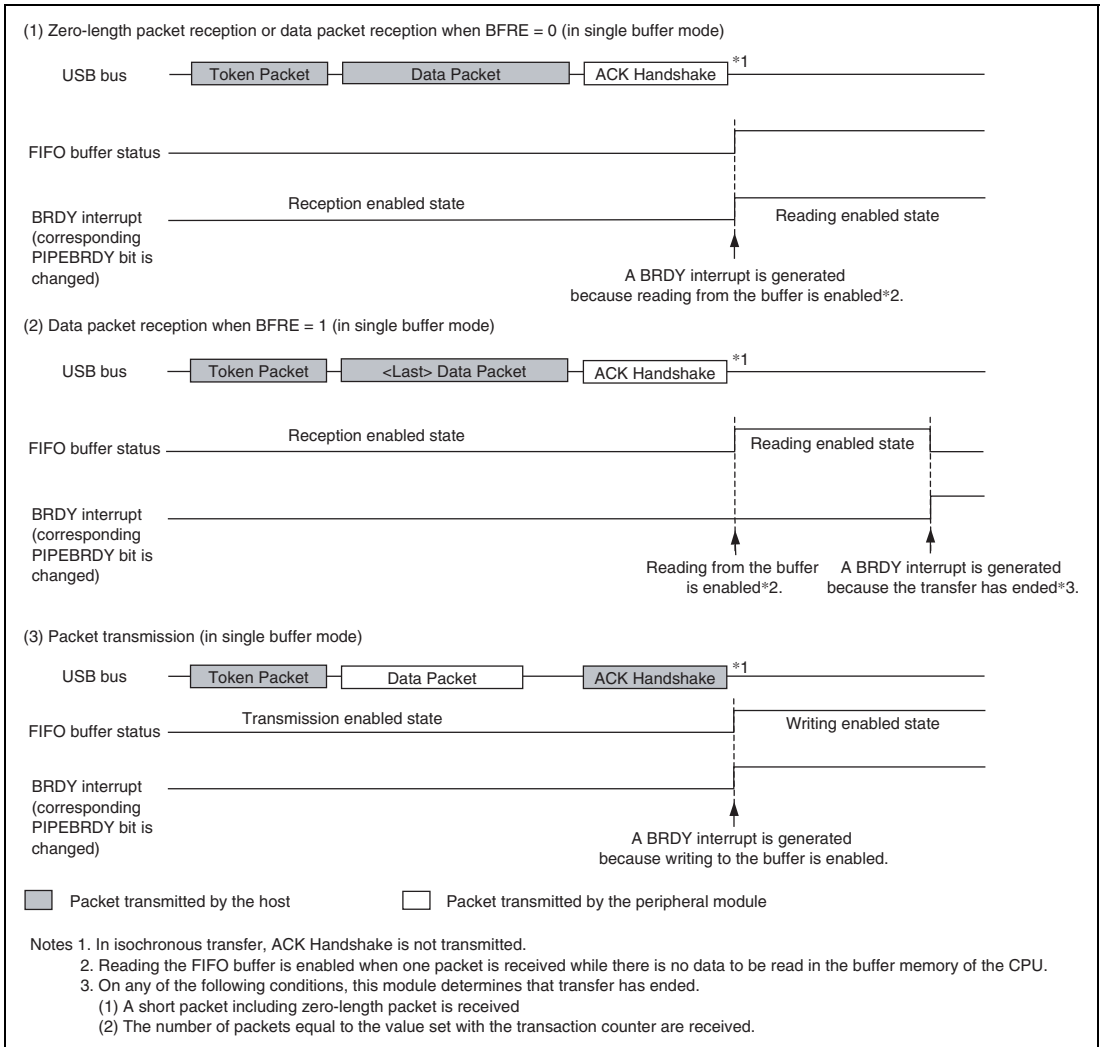 (1) Zero-length packet reception or data packet reception when BFRE = 0 (in single buffer mode)
USB bus
Token Packet
Data Packet
ACK Handshake
*1
FIFO buffer status
BRDY interrupt
(corresponding
PIPEBRDY bit is
changed)
Reception enabled state
Reading enabled state
A BRDY interrupt is generated
because reading from the buffer is enabled*2.
(2) Data packet reception when BFRE = 1 (in single buffer mode)
USB bus
Token Packet
<Last> Data Packet
ACK Handshake
*1
FIFO buffer status
Reception enabled state
Reading enabled state
BRDY interrupt
(corresponding
PIPEBRDY bit is
changed)
Reading from the buffer
is enabled*2.
A BRDY interrupt is generated
because the transfer has ended*3.
(3) Packet transmission (in single buffer mode)
USB bus
Token Packet
Data Packet
ACK Handshake
*1
FIFO buffer status
Transmission enabled state
Writing enabled state
BRDY interrupt
(corresponding
PIPEBRDY bit is
changed)
A BRDY interrupt is generated
because writing to the buffer is enabled.
Packet transmitted by the host
Packet transmitted by the peripheral module
Notes 1. In isochronous transfer, ACK Handshake is not transmitted.
2. Reading the FIFO buffer is enabled when one packet is received while there is no data to be read in the buffer memory of the CPU.
3. On any of the following conditions, this module determines that transfer has ended.
(1) A short packet including zero-length packet is received
(2) The number of packets equal to the value set with the transaction counter are received.